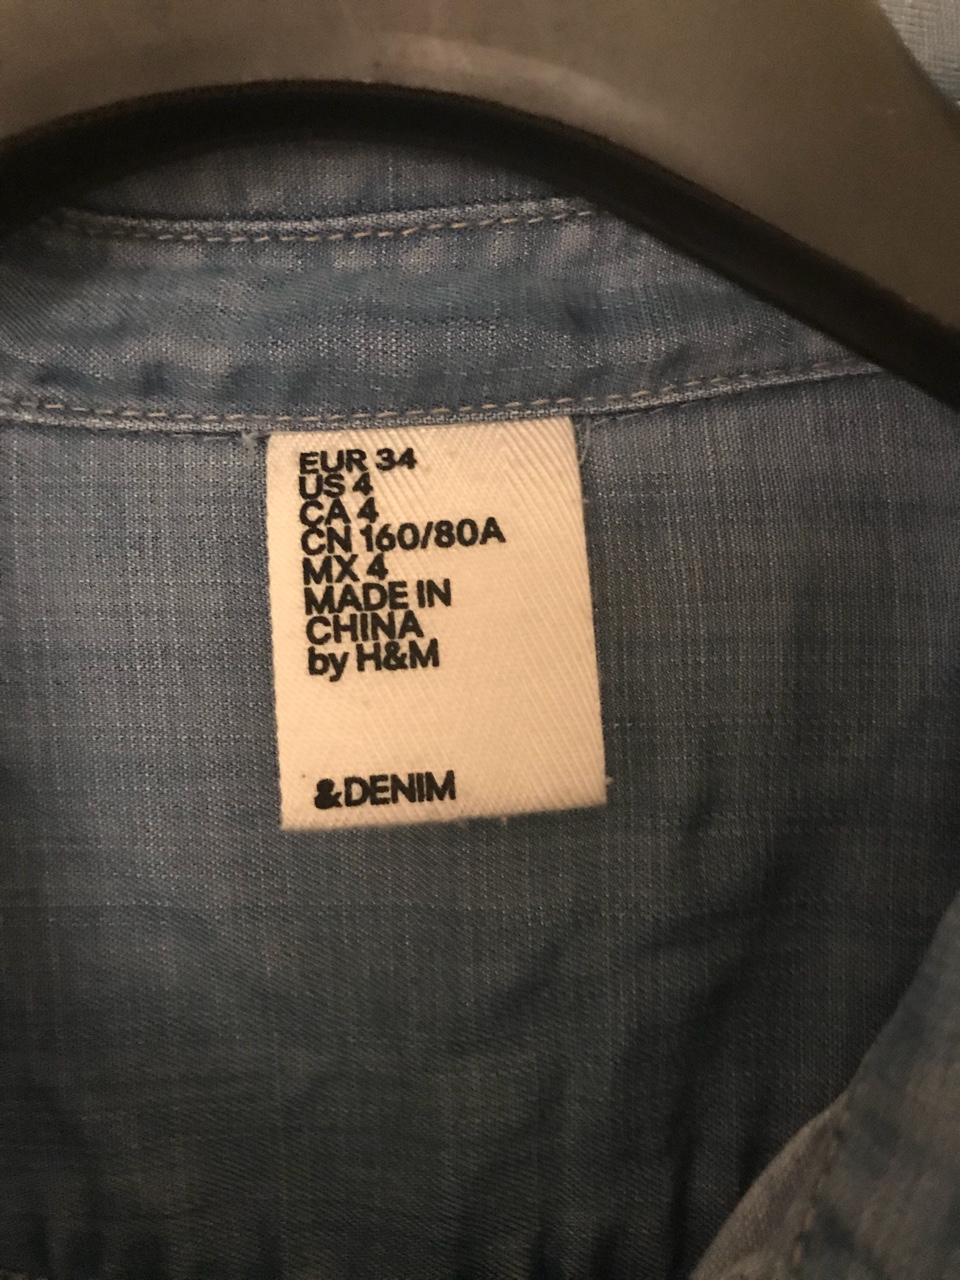 EUR 34
US 4
CA 4
CN 160/80A
MX 4
MADE IN
CHINA
by H&M
&DENIM